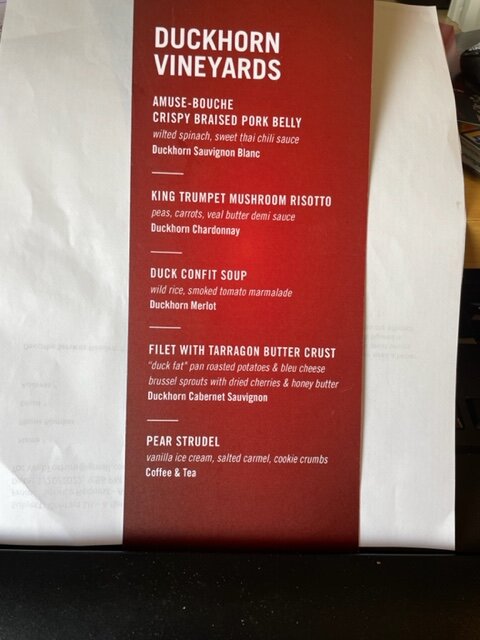 DUCKHORN
VINEYARDS
AMUSE-BOUCHE
CRISPY BRAISED PORK BELLY
wilted spinach, sweet thai chili sauce
Duckhorn Sauvignon Blanc
KING TRUMPET MUSHROOM RISOTTO
peas, carrots, veal butter demi sauce
Duckhorn Chardonnay
DUCK CONFIT SOUP
wild rice, smoked tomato marmalade
Duckhorn Merlot
FILET WITH TARRAGON BUTTER CRUST
"duck fat" pan roasted potatoes & bleu cheese
brussel sprouts with dried cherries & honey butter
Duckhorn Cabernet Sauvignon
PEAR STRUDEL
vanilla ice cream, salted carmel, cookie crumbs
Coffee & Tea